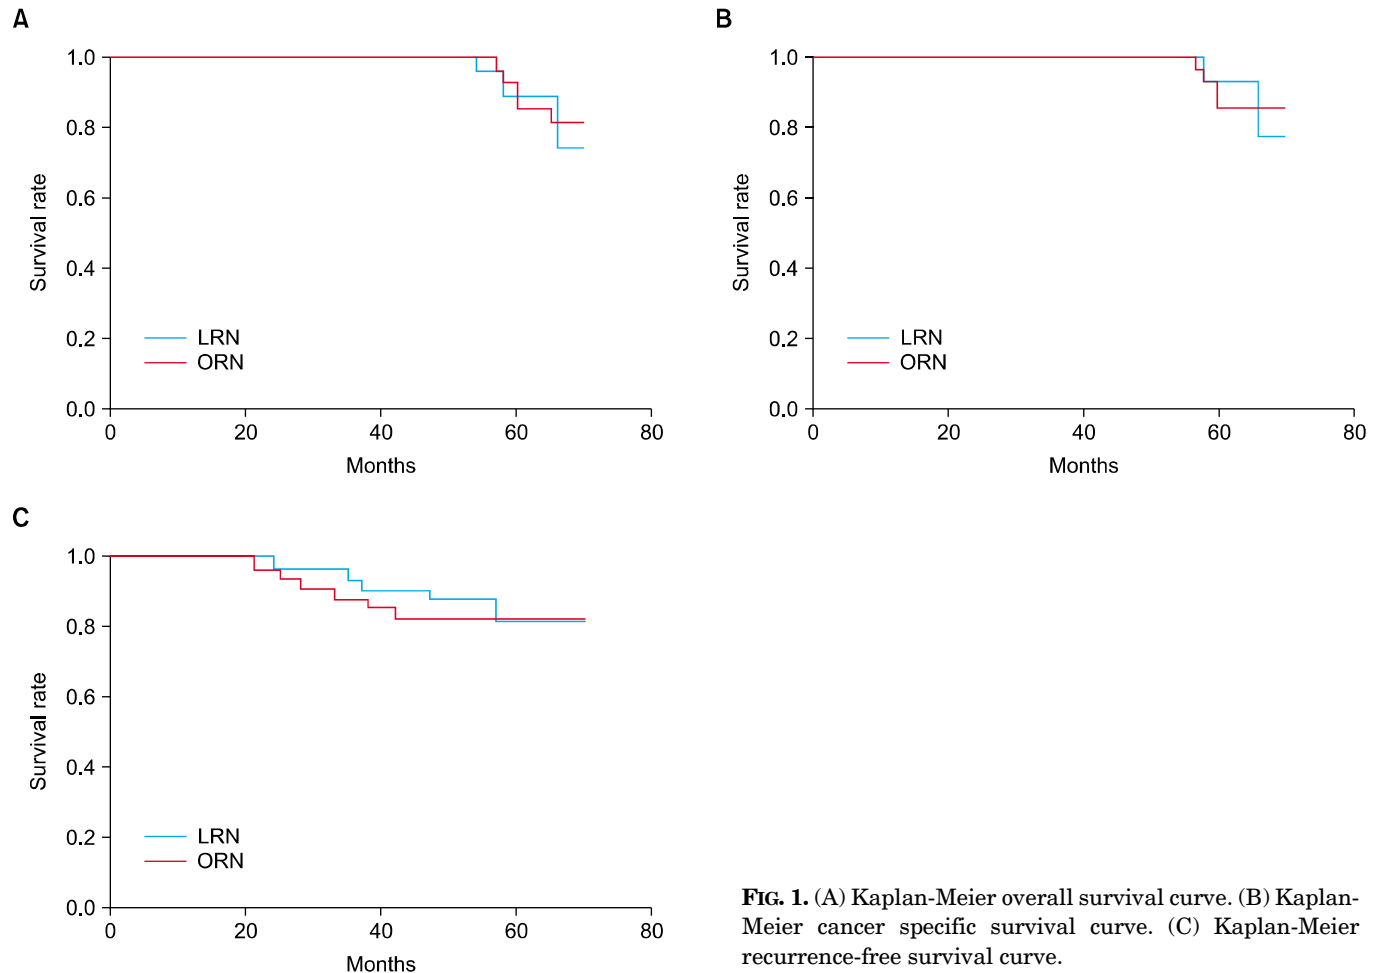 A
1.0
0.8
0.6
0.4
0.2
0.0
Survival rate
LRN
ORN
0 20 40 60 80
Months
B
1.0
0.8
0.6
0.4
0.2
0.0
Survival rate
LRN
ORN
0 20 40 60 80
Months
C
1.0
0.8
0.6
0.4
0.2
0.0
Survival rate
LRN
ORN
0 20 40 60 80
Months
FIG. 1. (A) Kaplan-Meier overall survival curve. (B) Kaplan-
Meier cancer specific survival curve. (C) Kaplan-Meier
recurrence-free survival curve.